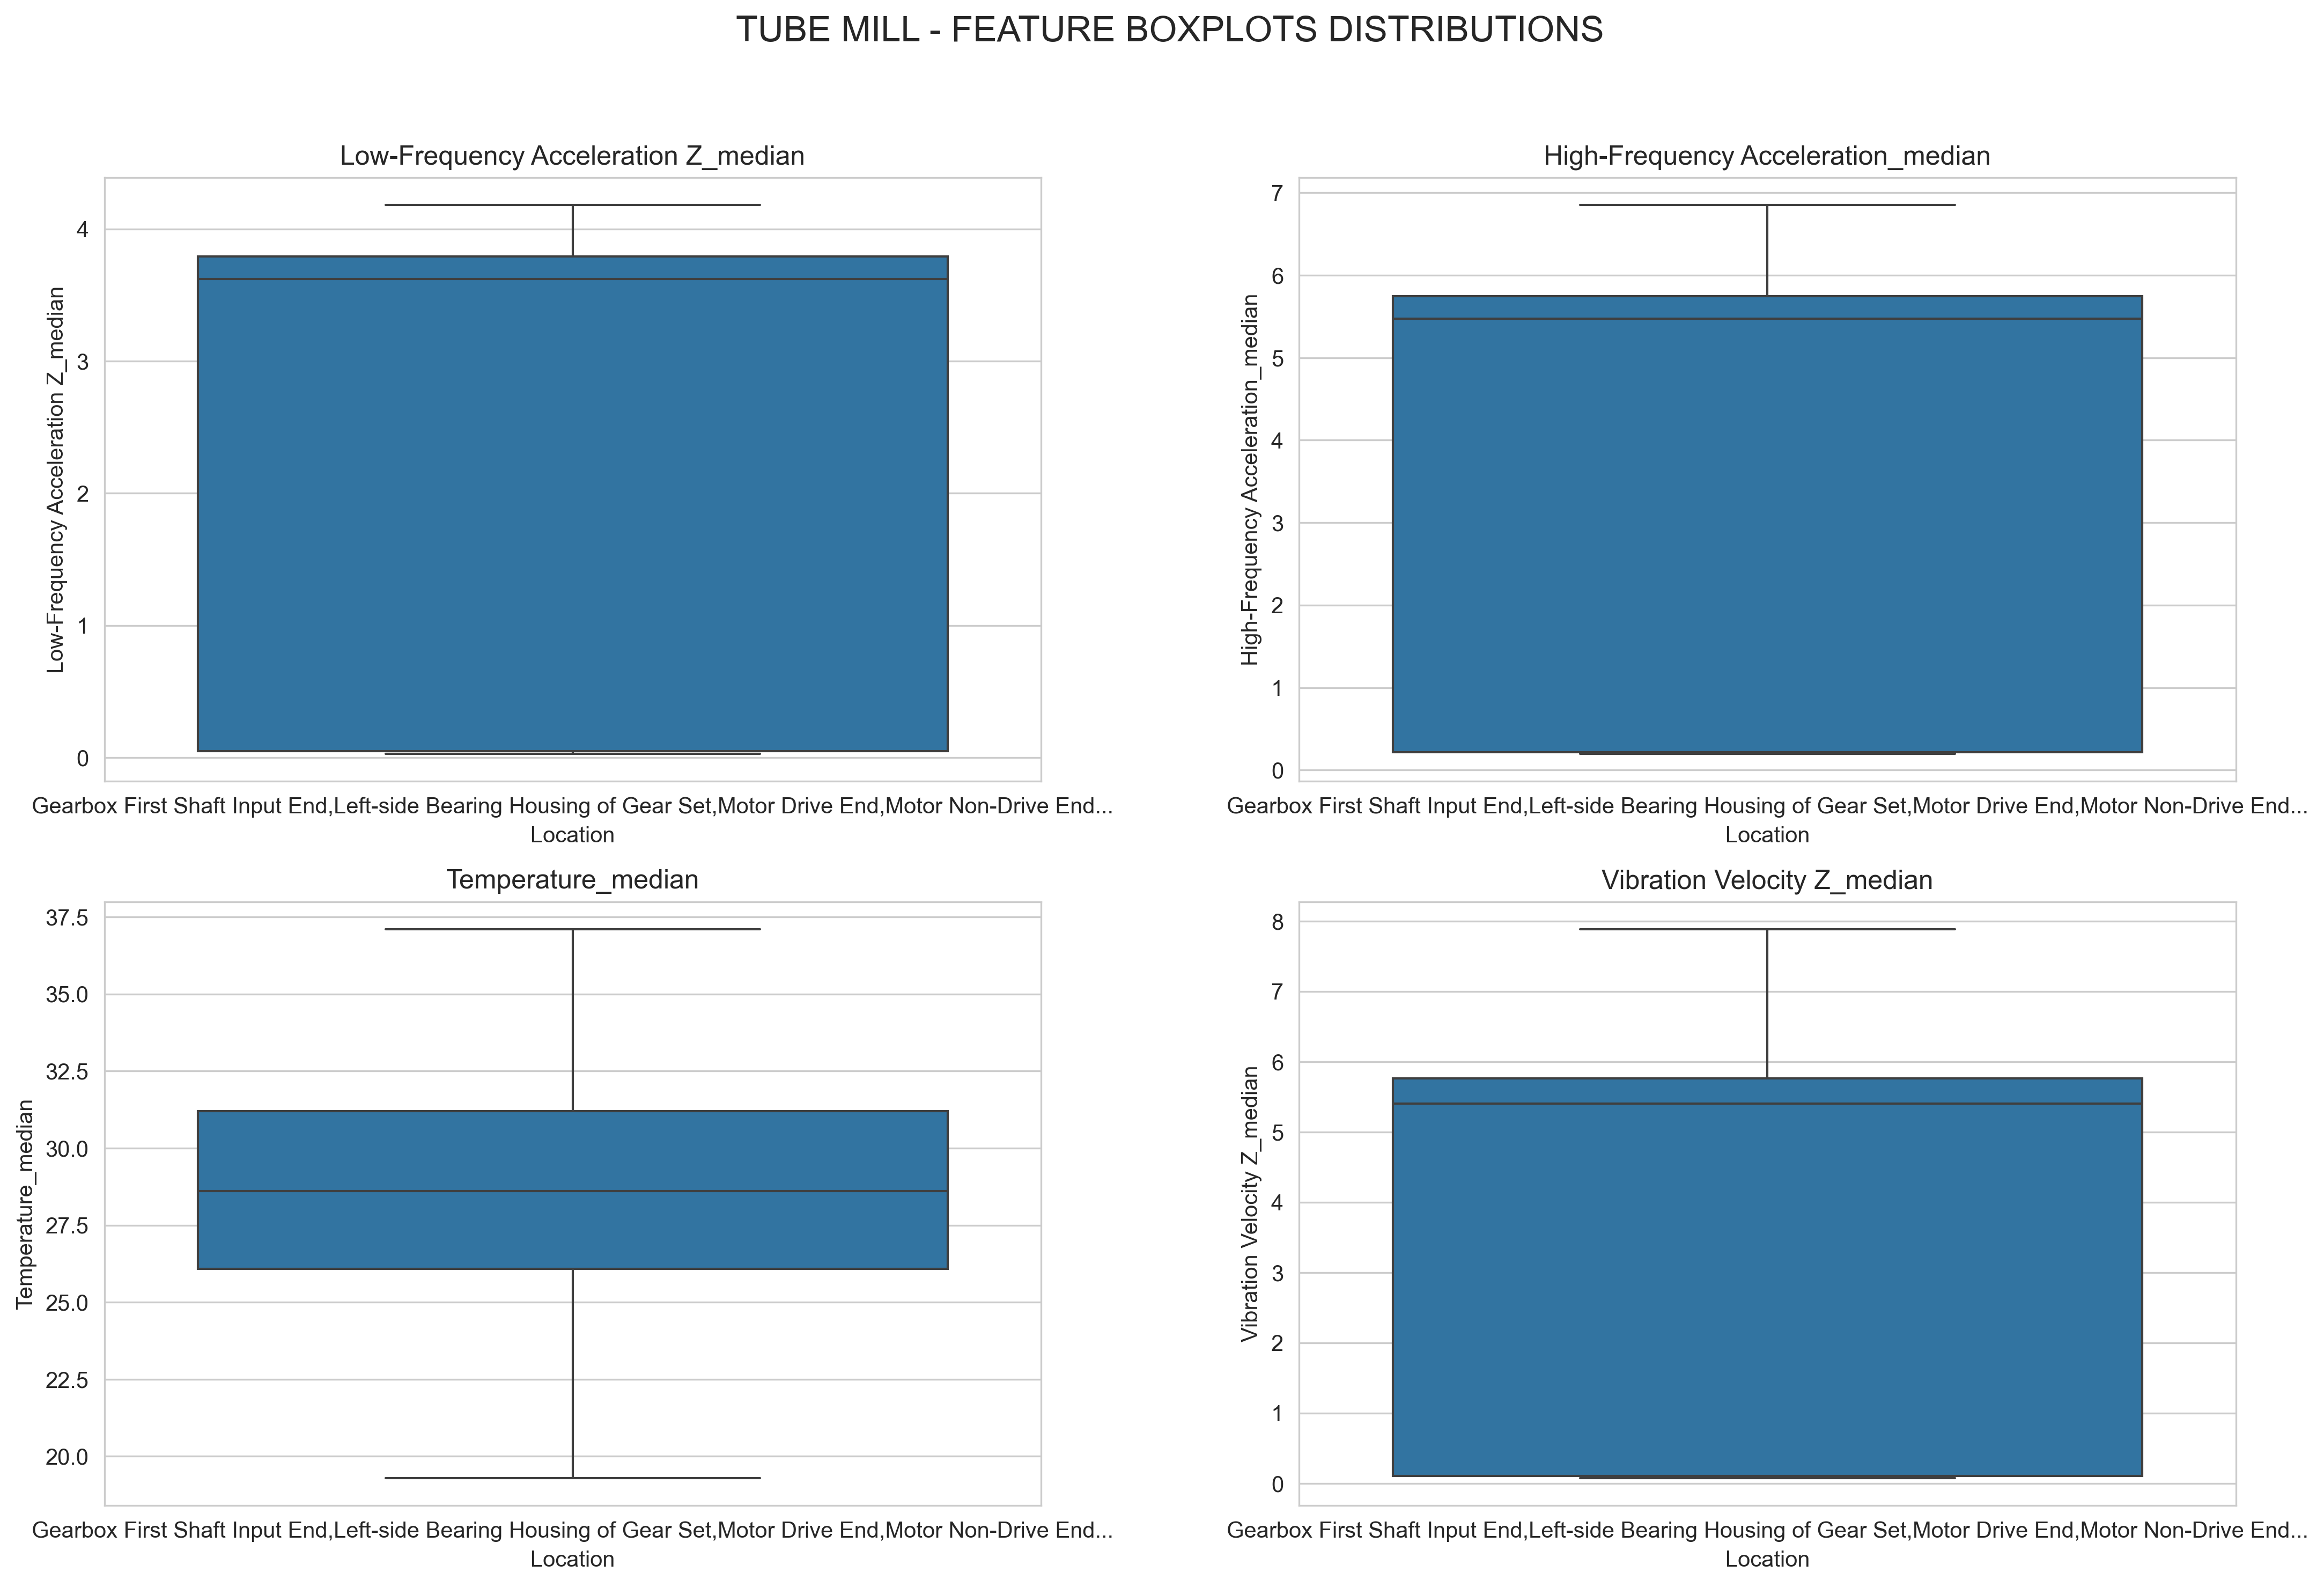 TUBE MILL - FEATURE BOXPLOTS DISTRIBUTIONS
Low-Frequency Acceleration Z_median
Low-Frequency Acceleration Z_median
4
3
2
1
0
Gearbox First Shaft Input End,Left-side Bearing Housing of Gear Set,Motor Drive End,Motor Non-Drive End...
Location
High-Frequency Acceleration_median
High-Frequency Acceleration_median
7
6
5
4
3
2
1
0
Gearbox First Shaft Input End,Left-side Bearing Housing of Gear Set,Motor Drive End,Motor Non-Drive End...
Location
Temperature_median
Temperature_median
37.5
35.0
32.5
30.0
27.5
25.0
22.5
20.0
Gearbox First Shaft Input End,Left-side Bearing Housing of Gear Set,Motor Drive End,Motor Non-Drive End...
Location
Vibration Velocity Z_median
Vibration Velocity Z_median
8
7
6
5
4
3
2
1
0
Gearbox First Shaft Input End,Left-side Bearing Housing of Gear Set,Motor Drive End,Motor Non-Drive End...
Location